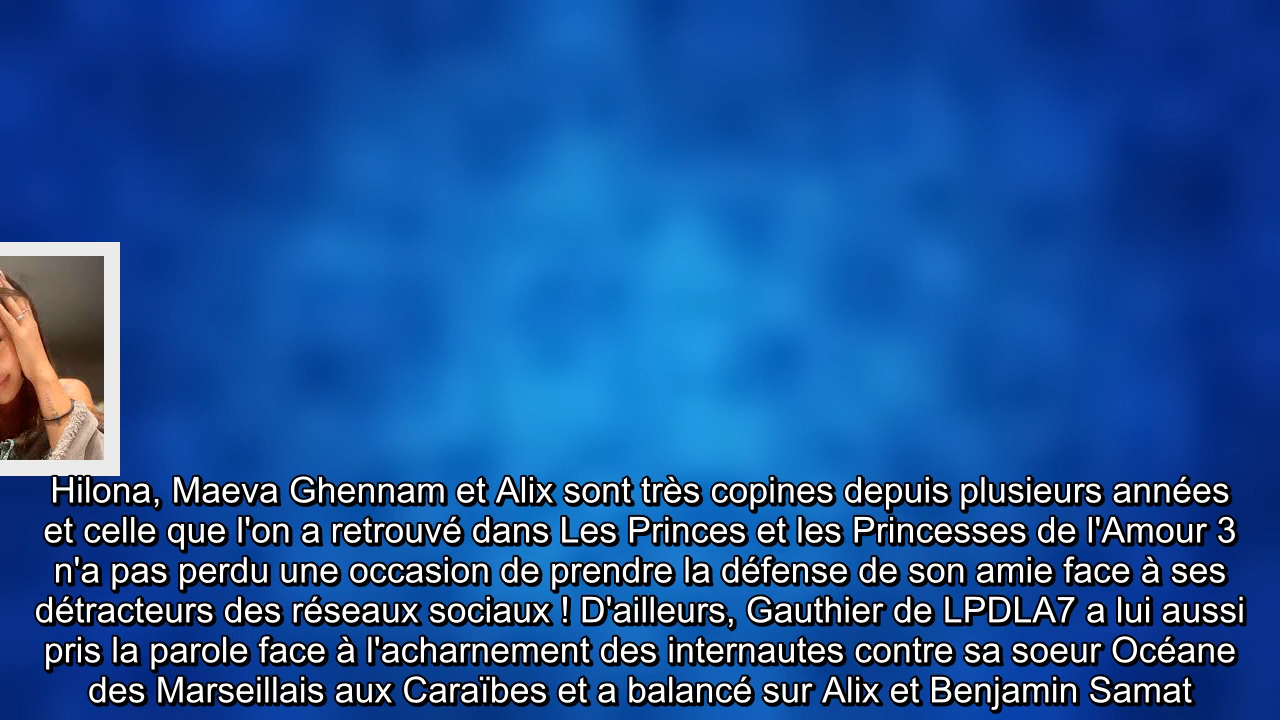 Hilona, Maeva Ghennam et Alix sont très copines depuis plusieurs années
et celle que l'on a retrouvé dans Les Princes et les Princesses de l'Amour 3
n'a pas perdu une occasion de prendre la défense de son amie face à ses
détracteurs des réseaux sociaux ! D'ailleurs, Gauthier de LPDLA7 a lui aussi
pris la parole face à l'acharnement des internautes contre sa soeur Océane
des Marseillais aux Caraïbes et a balancé sur Alix et Benjamin Samat